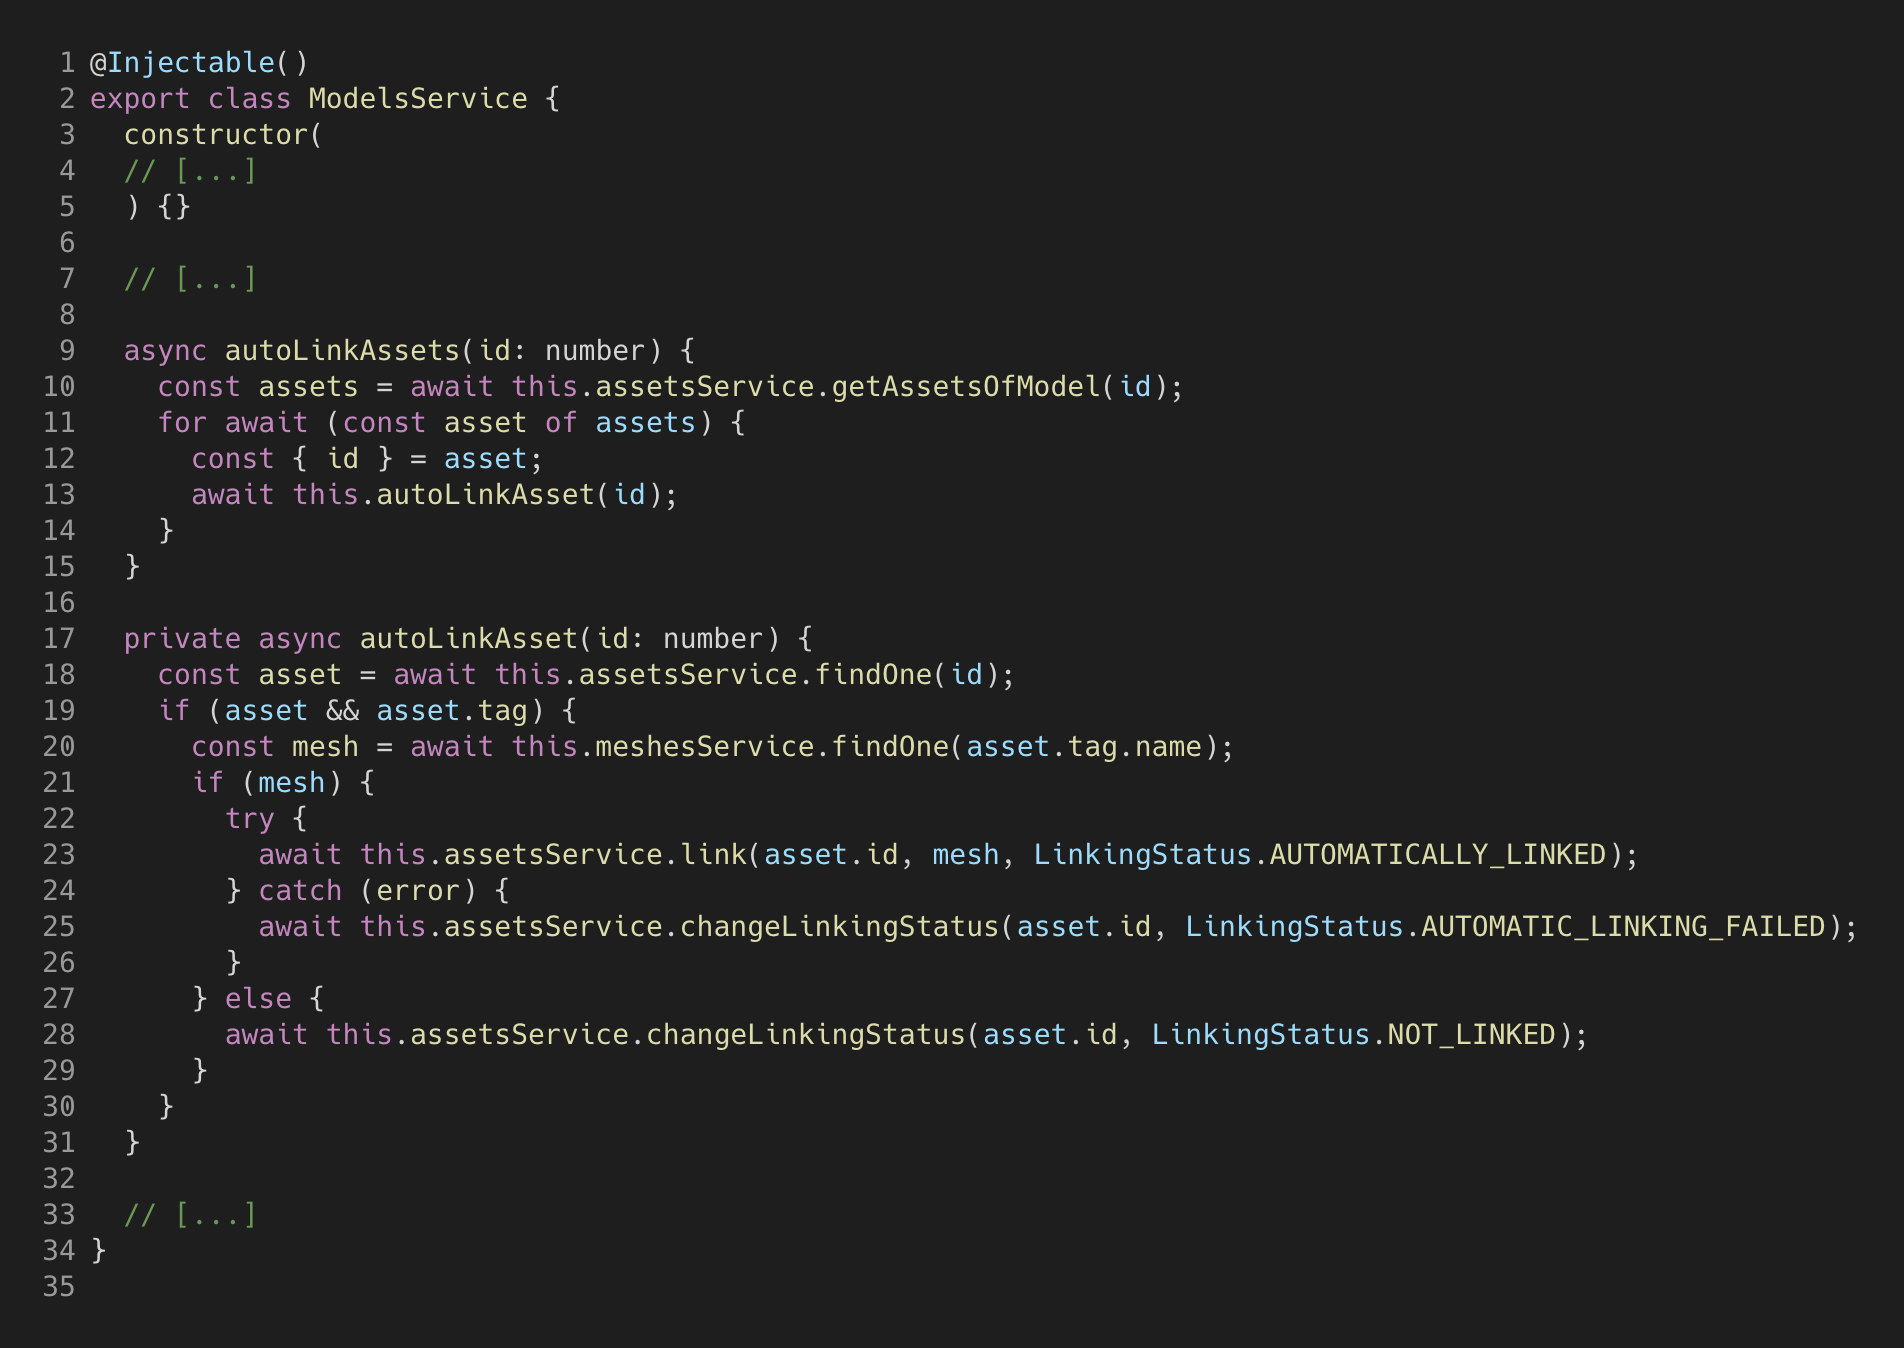 1 @Injectable()
2 export class ModelsService {
3   constructor(
4   // [...]
5   ) {}
6
7   // [...]
8
9   async autoLinkAssets(id: number) {
10     const assets = await this.assetsService.getAssetsOfModel(id);
11     for await (const asset of assets) {
12       const { id } = asset;
13       await this.autoLinkAsset(id);
14     }
15   }
16
17   private async autoLinkAsset(id: number) {
18     const asset = await this.assetsService.findOne(id);
19     if (asset && asset.tag) {
20       const mesh = await this.meshesService.findOne(asset.tag.name);
21       if (mesh) {
22         try {
23           await this.assetsService.link(asset.id, mesh, LinkingStatus.AUTOMATICALLY_LINKED);
24         } catch (error) {
25           await this.assetsService.changeLinkingStatus(asset.id, LinkingStatus.AUTOMATIC_LINKING_FAILED);
26         }
27       } else {
28         await this.assetsService.changeLinkingStatus(asset.id, LinkingStatus.NOT_LINKED);
29       }
30     }
31   }
32
33   // [...]
34 }
35